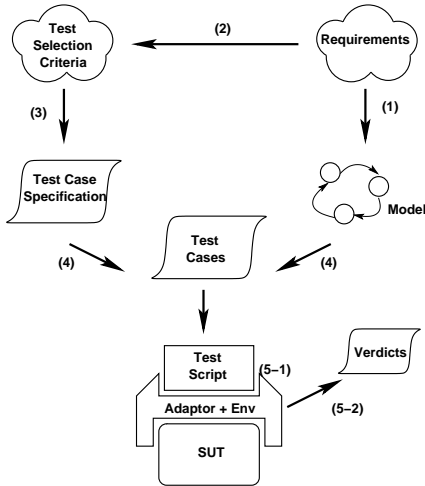 Test
Selection
Criteria
(2)
Requirements
(3)
(1)
Test Case
Specification
Model
(4)
Test
Cases
(4)
Test
Script
(5–1)
Verdicts
Adaptor + Env
(5–2)
SUT